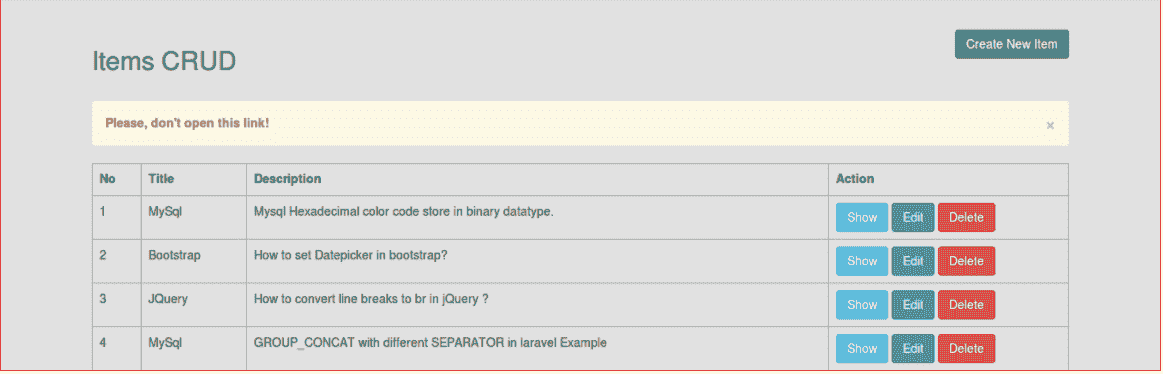 Create New Item
Items CRUD
Please, don't open this link! ×
No Title Description Action
1 MySql Mysql Hexadecimal color code store in binary datatype. Show Edit Delete
2 Bootstrap How to set Datepicker in bootstrap? Show Edit Delete
3 JQuery How to convert line breaks to br in jQuery ? Show Edit Delete
4 MySql GROUP_CONCAT with different SEPARATOR in laravel Example Show Edit Delete